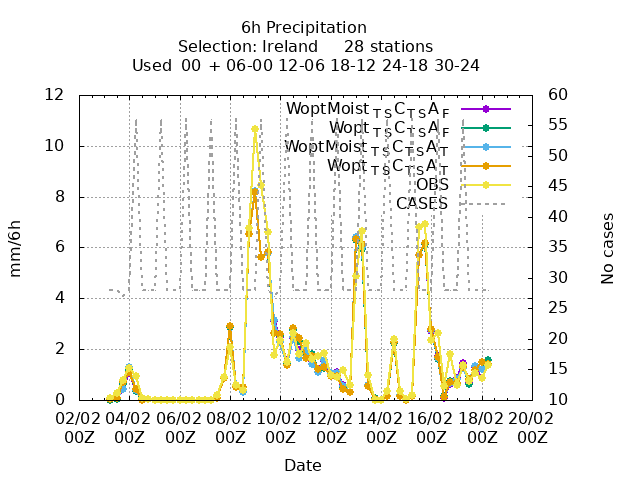 6h Precipitation
Selection: Ireland 28 stations
Used 00 + 06-00 12-06 18-12 24-18 30-24
12 60
WoptMoist TS C TS A F
55
10 Wopt TS C TS A F
50
WoptMoist TS C TS A T
Wopt TS C TS A T
8 45
OBS
CASES
40
6 35
30
4
25
2 20
15
0 10
mm/6h
No cases
02/02 04/02 06/02 08/02 10/02 12/02 14/02 16/02 18/02 20/02
00Z 00Z 00Z 00Z 00Z 00Z 00Z 00Z 00Z 00Z
Date